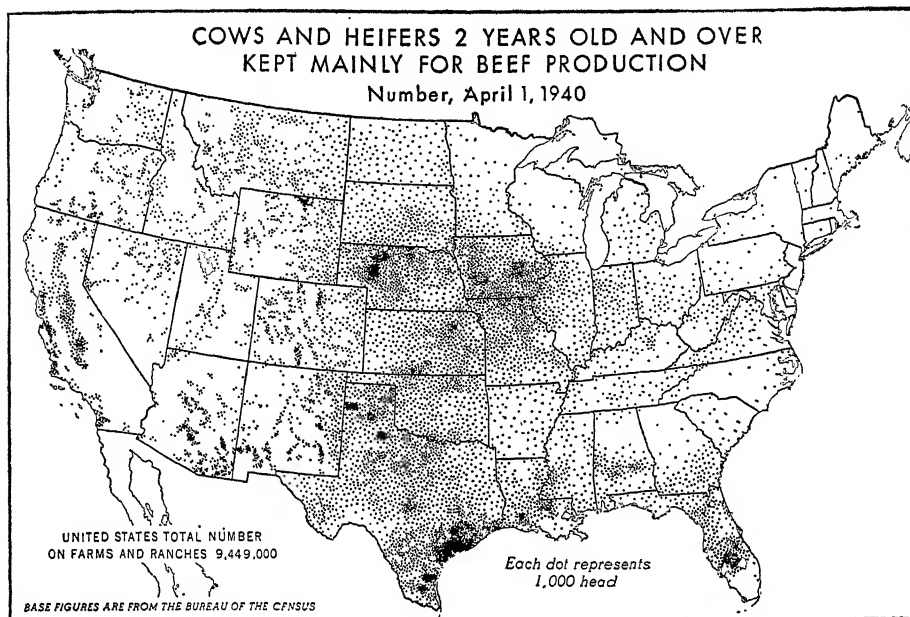 COWS AND HEIFERS 2 YEARS OLD AND OVER
KEPT MAINLY FOR BEEF PRODUCTION
Number, April 1, 1940
UNITED STATES TOTAL NUMBER
ON FARMS AND RANCHES 9,449,000
Each dot represents
1,000 head
BASE FIGURES ARE FROM THE BUREAU OF THE CENSUS